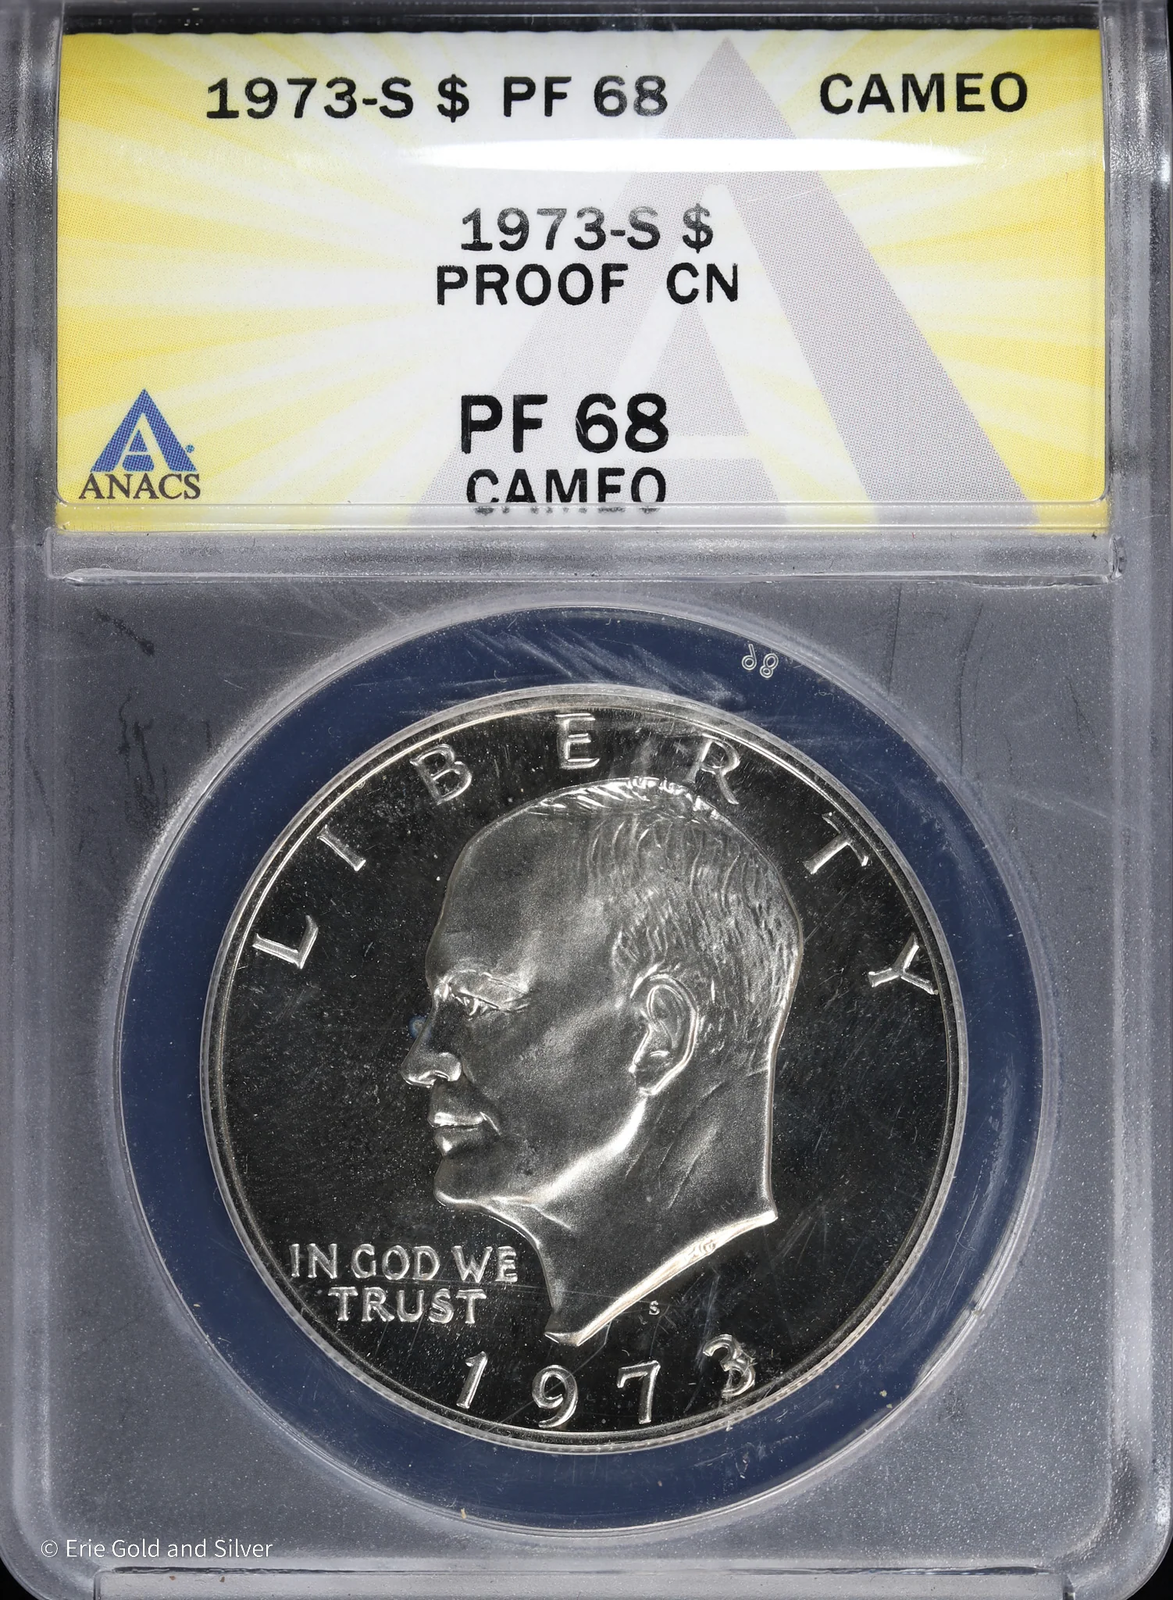 1973-S $ PF 68 CAMEO
1973-S $
PROOF CN
PF 68
CAMEO
ANACS
68
LIBERTY
IN GOD WE
TRUST
S
1973
© Erie Gold and Silver